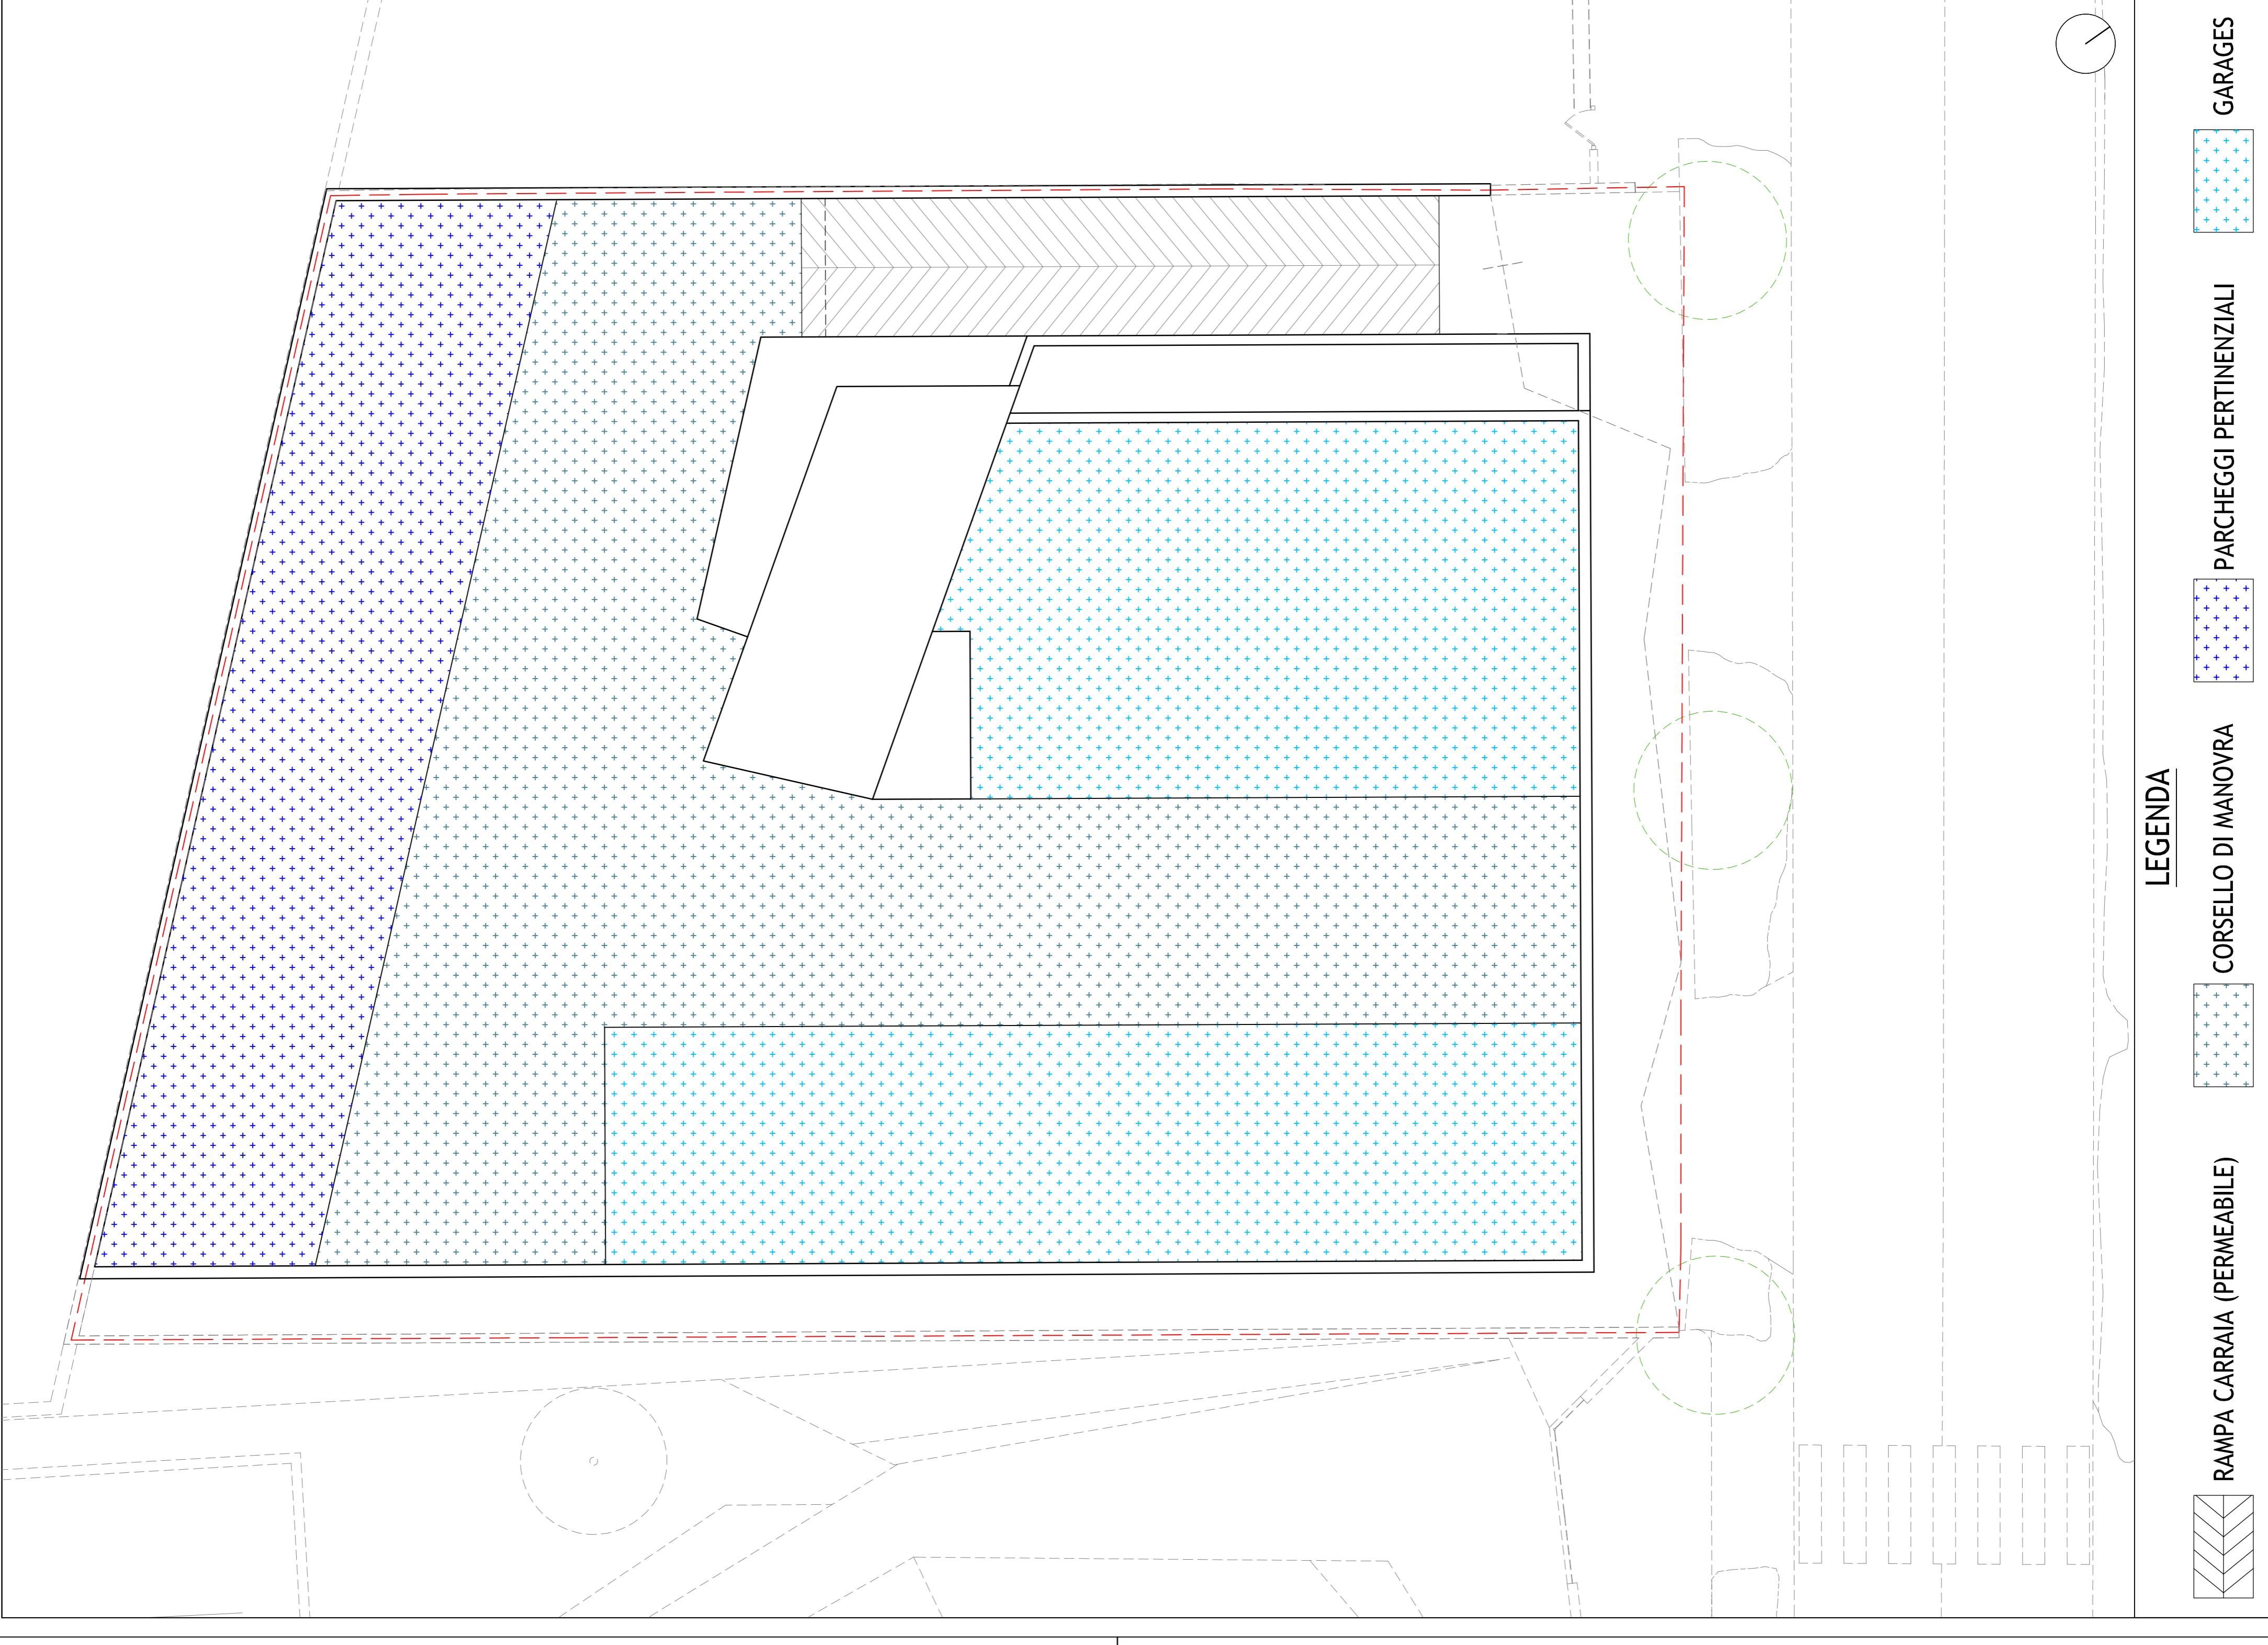 LEGENDA
RAMPA CARRAIA (PERMEABILE)
CORSELLO DI MANOVRA
PARCHEGGI PERTINENZIALI
GARAGES